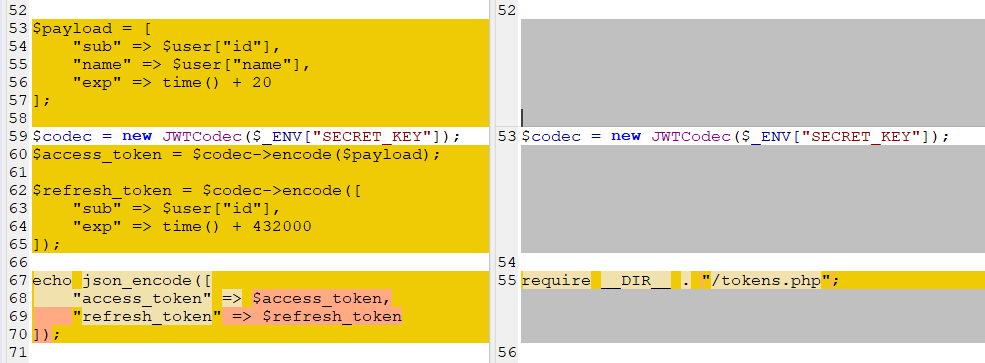 52
53 $payload = [
54     "sub" => $user["id"],
55     "name" => $user["name"],
56     "exp" => time() + 20
57 ];
58
59 $codec = new JWTCodec($_ENV["SECRET_KEY"]);
60 $access_token = $codec->encode($payload);
61
62 $refresh_token = $codec->encode([
63     "sub" => $user["id"],
64     "exp" => time() + 432000
65 ]);
66
67 echo json_encode([
68     "access_token" => $access_token,
69     "refresh_token" => $refresh_token
70 ]);
71
52
53 $codec = new JWTCodec($_ENV["SECRET_KEY"]);
54
55 require __DIR__ . "/tokens.php";
56